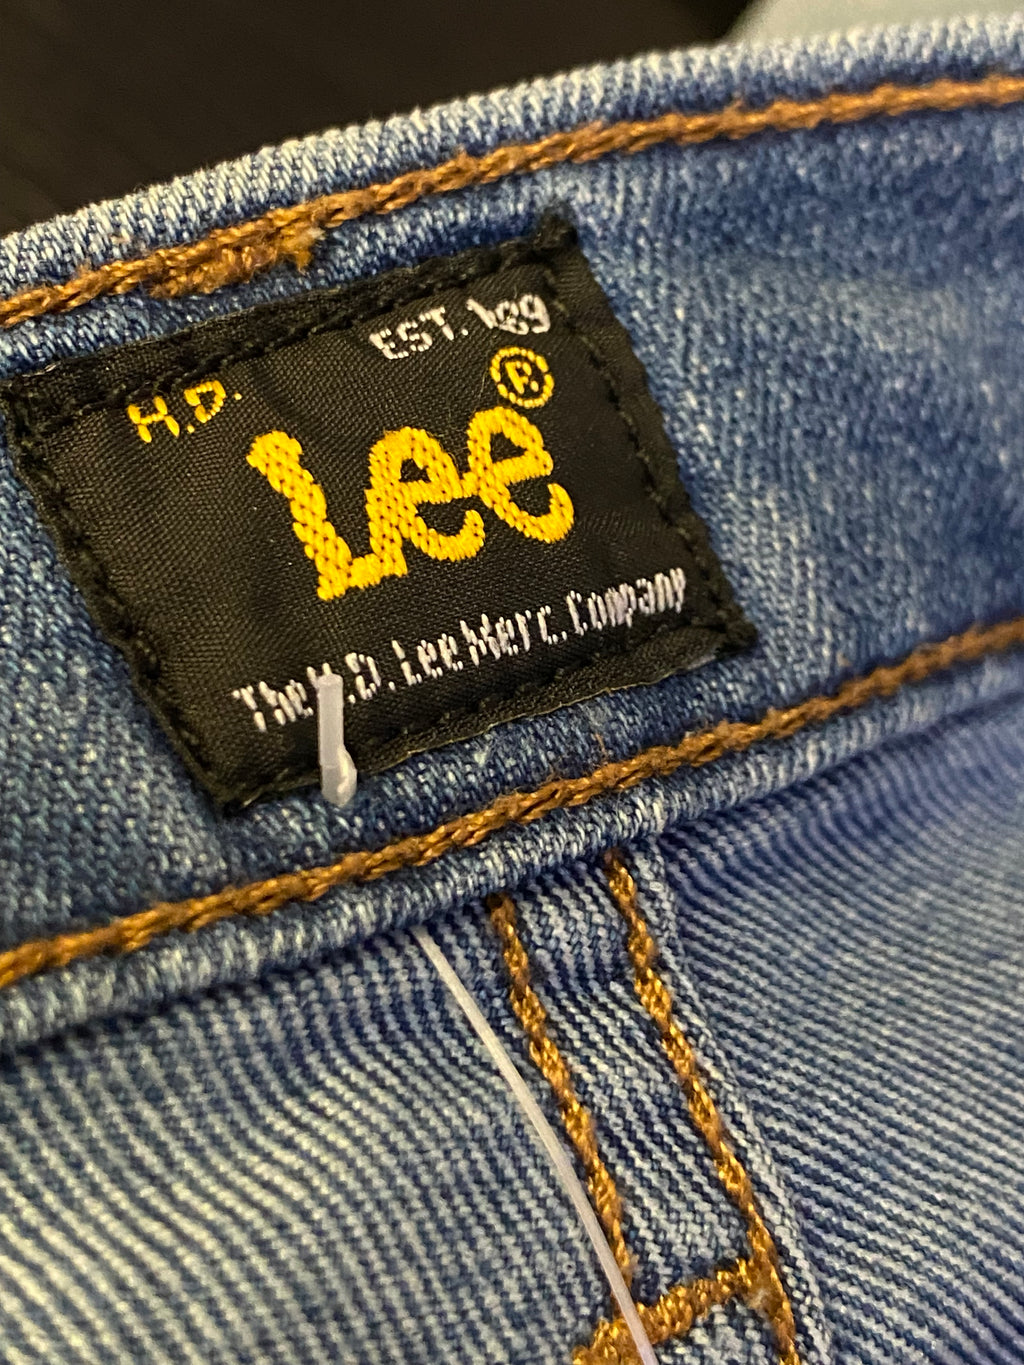 EST. 1889
H.D.
Lee®
The H.D. Lee Merc. Company